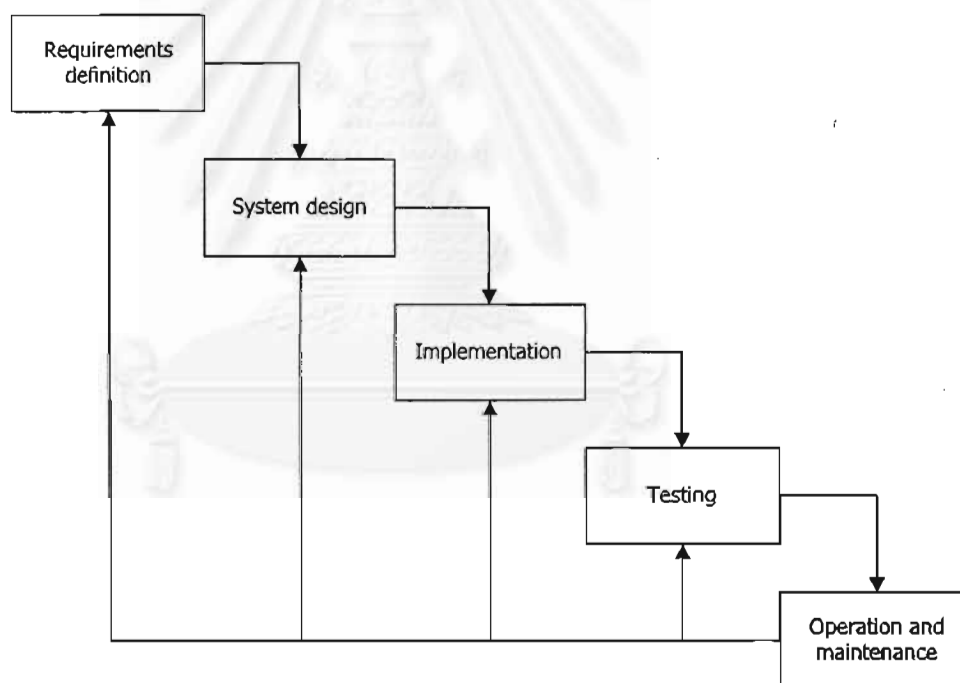 Requirements
definition
System design
Implementation
Testing
Operation and
maintenance